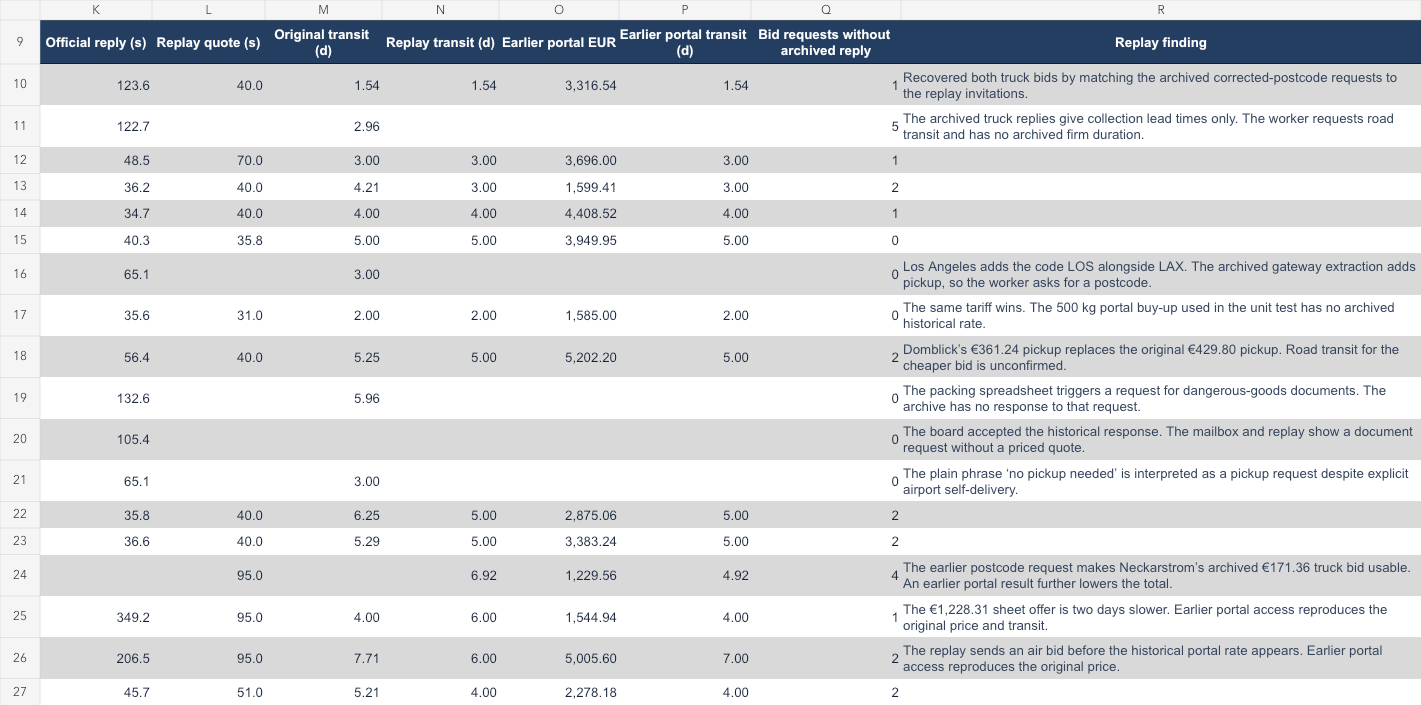 K L M N O P Q R
9 Official reply (s) Replay quote (s) Original transit (d) Replay transit (d) Earlier portal EUR Earlier portal transit (d) Bid requests without archived reply Replay finding
10 123.6 40.0 1.54 1.54 3,316.54 1.54 1 Recovered both truck bids by matching the archived corrected-postcode requests to
the replay invitations.
11 122.7 2.96 5 The archived truck replies give collection lead times only. The worker requests road
transit and has no archived firm duration.
12 48.5 70.0 3.00 3.00 3,696.00 3.00 1
13 36.2 40.0 4.21 3.00 1,599.41 3.00 2
14 34.7 40.0 4.00 4.00 4,408.52 4.00 1
15 40.3 35.8 5.00 5.00 3,949.95 5.00 0
16 65.1 3.00 0 Los Angeles adds the code LOS alongside LAX. The archived gateway extraction adds
pickup, so the worker asks for a postcode.
17 35.6 31.0 2.00 2.00 1,585.00 2.00 0 The same tariff wins. The 500 kg portal buy-up used in the unit test has no archived
historical rate.
18 56.4 40.0 5.25 5.00 5,202.20 5.00 2 Domblick's €361.24 pickup replaces the original €429.80 pickup. Road transit for the
cheaper bid is unconfirmed.
19 132.6 5.96 0 The packing spreadsheet triggers a request for dangerous-goods documents. The
archive has no response to that request.
20 105.4 0 The board accepted the historical response. The mailbox and replay show a document
request without a priced quote.
21 65.1 3.00 0 The plain phrase ‘no pickup needed’ is interpreted as a pickup request despite explicit
airport self-delivery.
22 35.8 40.0 6.25 5.00 2,875.06 5.00 2
23 36.6 40.0 5.29 5.00 3,383.24 5.00 2
24 95.0 6.92 1,229.56 4.92 4 The earlier postcode request makes Neckarstrom’s archived €171.36 truck bid usable.
An earlier portal result further lowers the total.
25 349.2 95.0 4.00 6.00 1,544.94 4.00 1 The €1,228.31 sheet offer is two days slower. Earlier portal access reproduces the
original price and transit.
26 206.5 95.0 7.71 6.00 5,005.60 7.00 2 The replay sends an air bid before the historical portal rate appears. Earlier portal
access reproduces the original price.
27 45.7 51.0 5.21 4.00 2,278.18 4.00 2